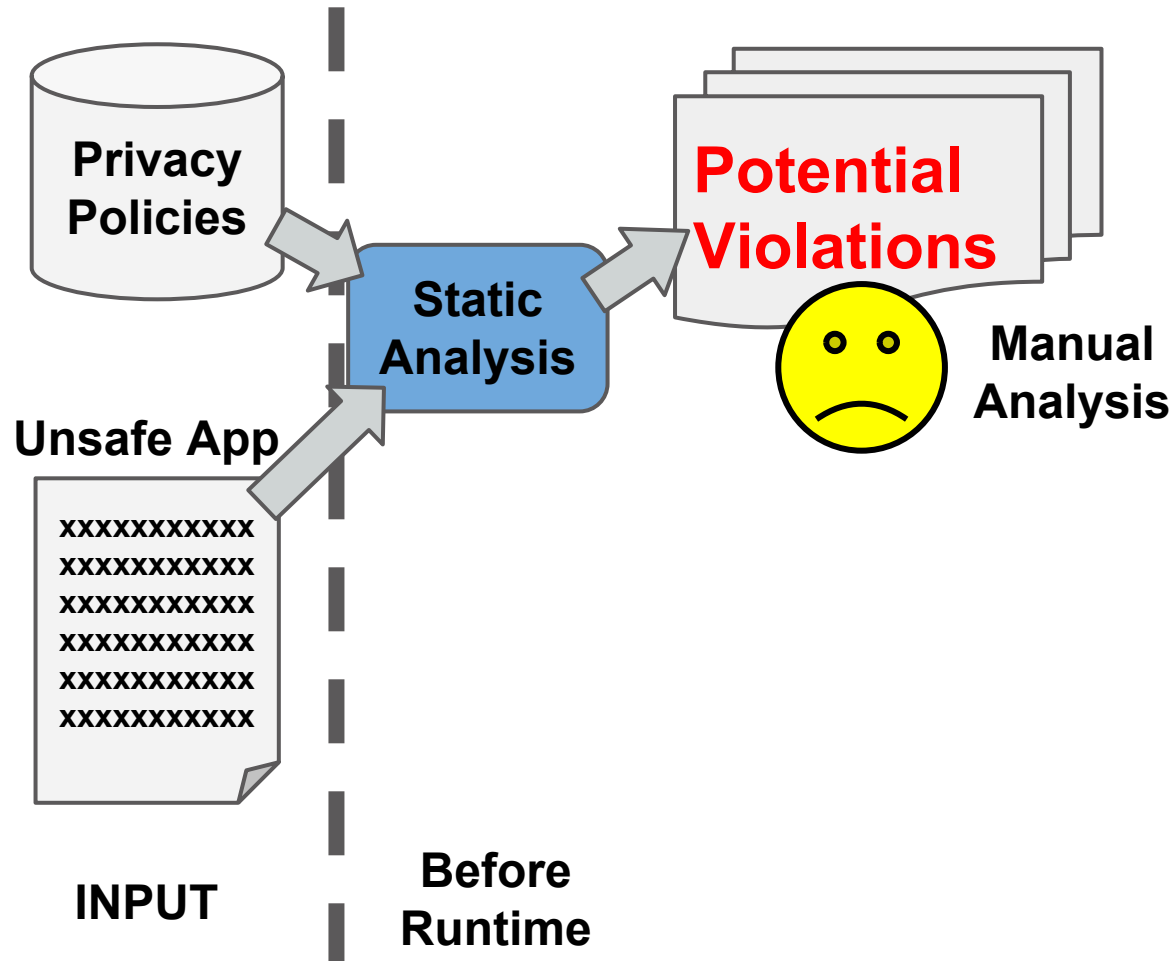 Privacy
Policies
Static
Analysis
Potential
Violations
Manual
Analysis
Unsafe App
xxxxxxxxxxx
xxxxxxxxxxx
xxxxxxxxxxx
xxxxxxxxxxx
xxxxxxxxxxx
xxxxxxxxxxx
INPUT
Before
Runtime